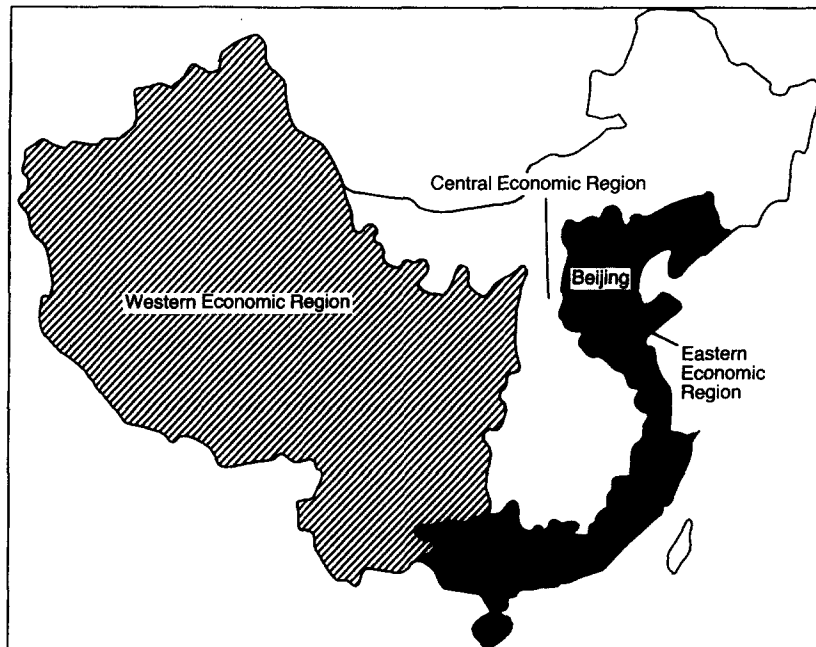 Central Economic Region
Beijing
Western Economic Region
Eastern
Economic
Region